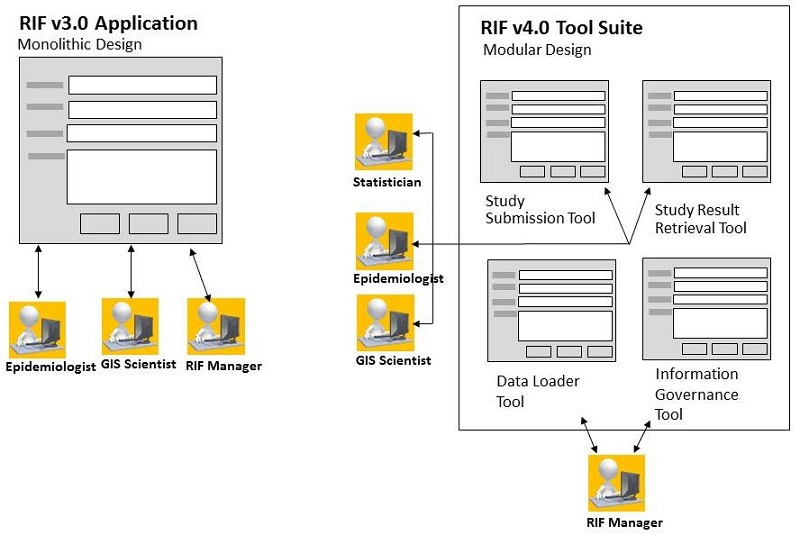 RIF v3.0 Application
Monolithic Design
Epidemiologist
GIS Scientist
RIF Manager
RIF v4.0 Tool Suite
Modular Design
Statistician
Epidemiologist
GIS Scientist
Study
Submission Tool
Study Result
Retrieval Tool
Data Loader
Tool
Information
Governance
Tool
RIF Manager